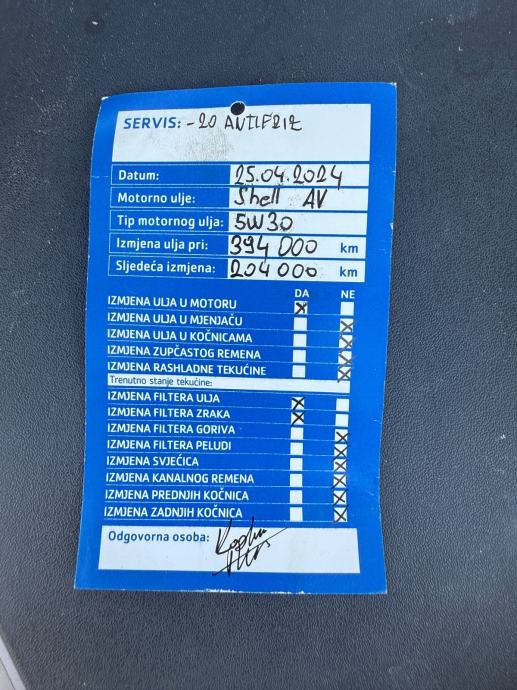 SERVIS: -20 ANTIFRIZ
Datum: 25.04.2024
Motorno ulje: Shell AV
Tip motornog ulja: 5W30
Izmjena ulja pri: 394 000 km
Sljedeća izmjena: 204 000 km
DA NE
IZMJENA ULJA U MOTORU X
IZMJENA ULJA U MJENJAČU X
IZMJENA ULJA U KOČNICAMA X
IZMJENA ZUPČASTOG REMENA X
IZMJENA RASHLADNE TEKUĆINE X
Trenutno stanje tekućine:
IZMJENA FILTERA ULJA X
IZMJENA FILTERA ZRAKA X
IZMJENA FILTERA GORIVA X
IZMJENA FILTERA PELUDI X
IZMJENA SVJEĆICA X
IZMJENA KANALNOG REMENA X
IZMJENA PREDNJIH KOČNICA X
IZMJENA ZADNJIH KOČNICA X
Odgovorna osoba: